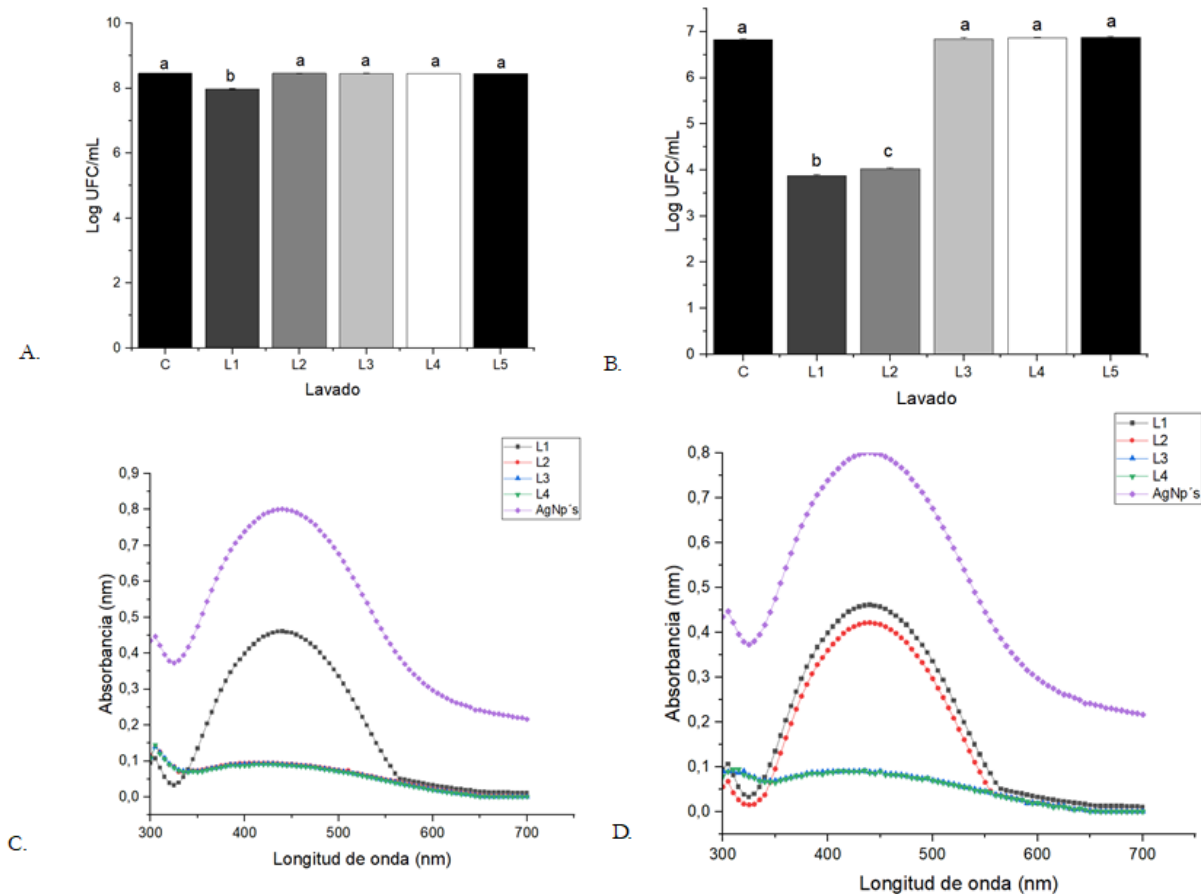 10
8
6
4
2
0
Log UFC/mL
a
b
a
a
a
a
C
L1
L2
L3
L4
L5
Lavado
A.
7
6
5
4
3
2
1
0
Log UFC/mL
a
b
c
a
a
a
C
L1
L2
L3
L4
L5
Lavado
B.
L1
L2
L3
L4
AgNp´s
0,9
0,8
0,7
0,6
0,5
0,4
0,3
0,2
0,1
0,0
Absorbancia (nm)
300
400
500
600
700
Longitud de onda (nm)
C.
L1
L2
L3
L4
AgNp´s
0,8
0,7
0,6
0,5
0,4
0,3
0,2
0,1
0,0
Absorbancia (nm)
300
400
500
600
700
Longitud de onda (nm)
D.